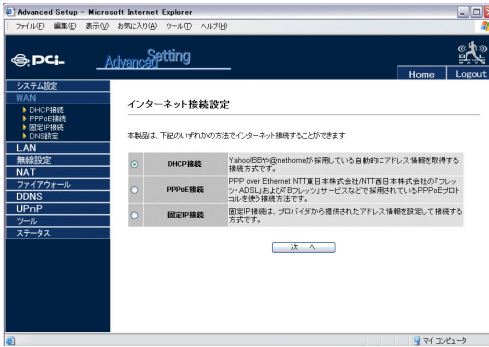 Advanced Setup - Microsoft Internet Explorer
ファイル(F) 編集(E) 表示(V) お気に入り(A) ツール(T) ヘルプ(H)
PCi
Advanced Setting
Home Logout
システム設定
WAN
DHCP接続
PPPoE接続
固定IP接続
DNS設定
LAN
無線設定
NAT
ファイアウォール
DDNS
UPnP
ツール
ステータス
インターネット接続設定
本製品は、下記のいずれかの方法でインターネット接続することができます
DHCP接続
Yahoo!BBや@nethomeが採用している自動的にアドレス情報を取得する
接続方式です。
PPPoE接続
PPP over Ethernet NTT東日本株式会社/NTT西日本株式会社の「フレッ
ツ・ADSL」および「Bフレッツ」サービスなどで採用されているPPPoEプロト
コルを使う接続方法です。
固定IP接続
固定IP接続は、プロバイダから提供されたアドレス情報を設定して接続する
方式です。
次 へ
マイ コンピュータ